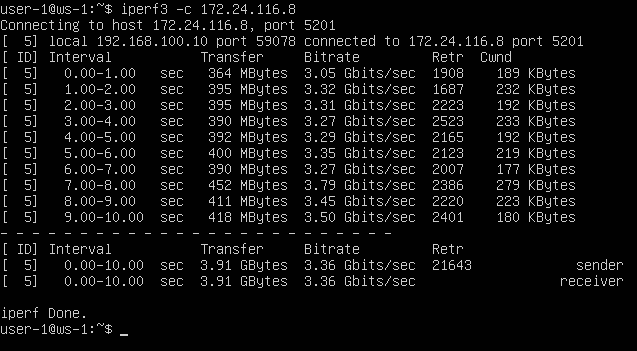 user-1@ws-1:~$ iperf3 -c 172.24.116.8
Connecting to host 172.24.116.8, port 5201
[  5] local 192.168.100.10 port 59078 connected to 172.24.116.8 port 5201
[ ID] Interval           Transfer     Bitrate         Retr  Cwnd
[  5]   0.00-1.00   sec   364 MBytes  3.05 Gbits/sec  1908    189 KBytes
[  5]   1.00-2.00   sec   395 MBytes  3.32 Gbits/sec  1687    232 KBytes
[  5]   2.00-3.00   sec   395 MBytes  3.31 Gbits/sec  2223    192 KBytes
[  5]   3.00-4.00   sec   390 MBytes  3.27 Gbits/sec  2523    233 KBytes
[  5]   4.00-5.00   sec   392 MBytes  3.29 Gbits/sec  2165    192 KBytes
[  5]   5.00-6.00   sec   400 MBytes  3.35 Gbits/sec  2123    219 KBytes
[  5]   6.00-7.00   sec   390 MBytes  3.27 Gbits/sec  2007    177 KBytes
[  5]   7.00-8.00   sec   452 MBytes  3.79 Gbits/sec  2386    279 KBytes
[  5]   8.00-9.00   sec   411 MBytes  3.45 Gbits/sec  2220    223 KBytes
[  5]   9.00-10.00  sec   418 MBytes  3.50 Gbits/sec  2401    180 KBytes
- - - - - - - - - - - - - - - - - - - - - - - - -
[ ID] Interval           Transfer     Bitrate         Retr
[  5]   0.00-10.00  sec  3.91 GBytes  3.36 Gbits/sec  21643             sender
[  5]   0.00-10.00  sec  3.91 GBytes  3.36 Gbits/sec                  receiver
iperf Done.
user-1@ws-1:~$ _